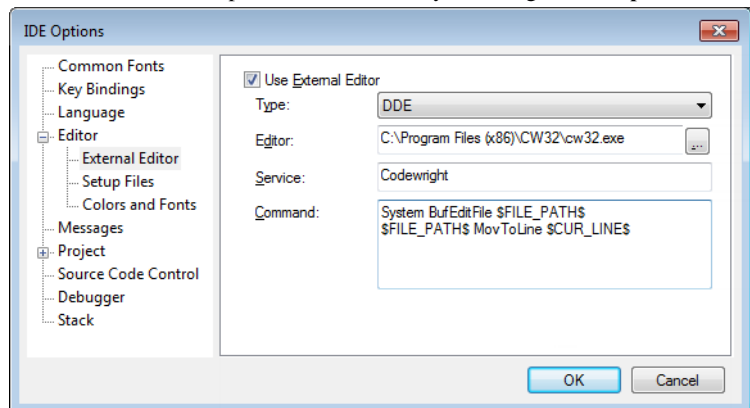 IDE Options
Common Fonts
Key Bindings
Language
Editor
External Editor
Setup Files
Colors and Fonts
Messages
Project
Source Code Control
Debugger
Stack
Use External Editor
Type:
DDE
Editor:
C:\Program Files (x86)\CW32\cw32.exe
...
Service:
Codewright
Command:
System BufEditFile $FILE_PATH$
$FILE_PATH$ MovToLine $CUR_LINE$
OK
Cancel